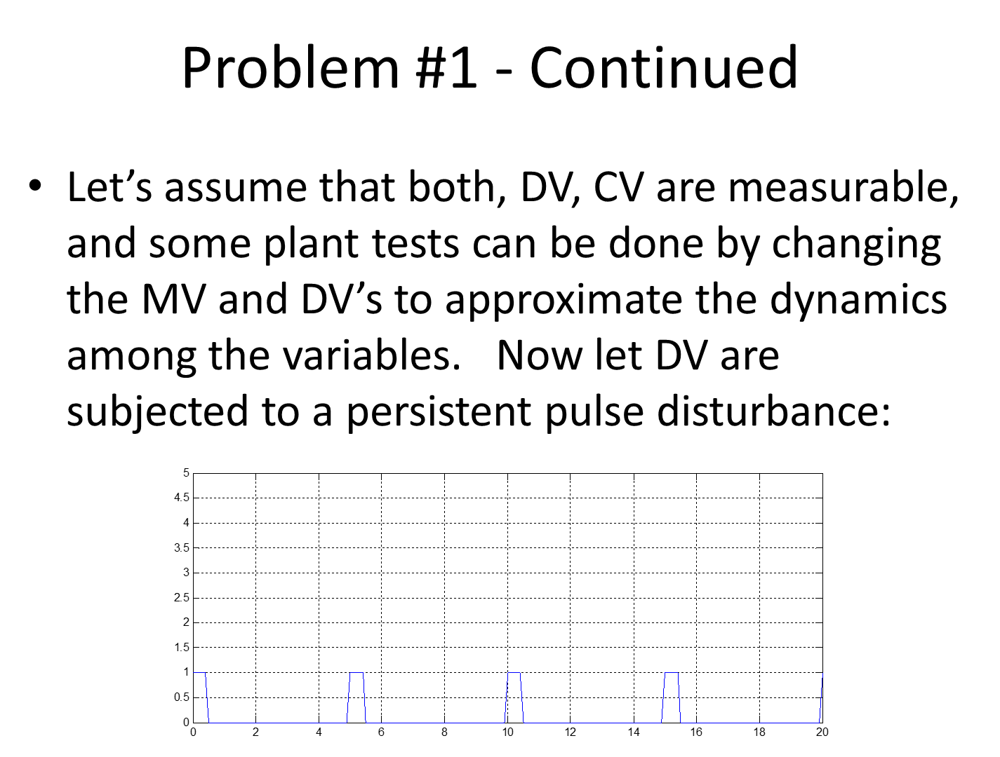 Problem #1 - Continued
• Let’s assume that both, DV, CV are measurable,
and some plant tests can be done by changing
the MV and DV’s to approximate the dynamics
among the variables.   Now let DV are
subjected to a persistent pulse disturbance:
5
4.5
4
3.5
3
2.5
2
1.5
1
0.5
0
0 2 4 6 8 10 12 14 16 18 20